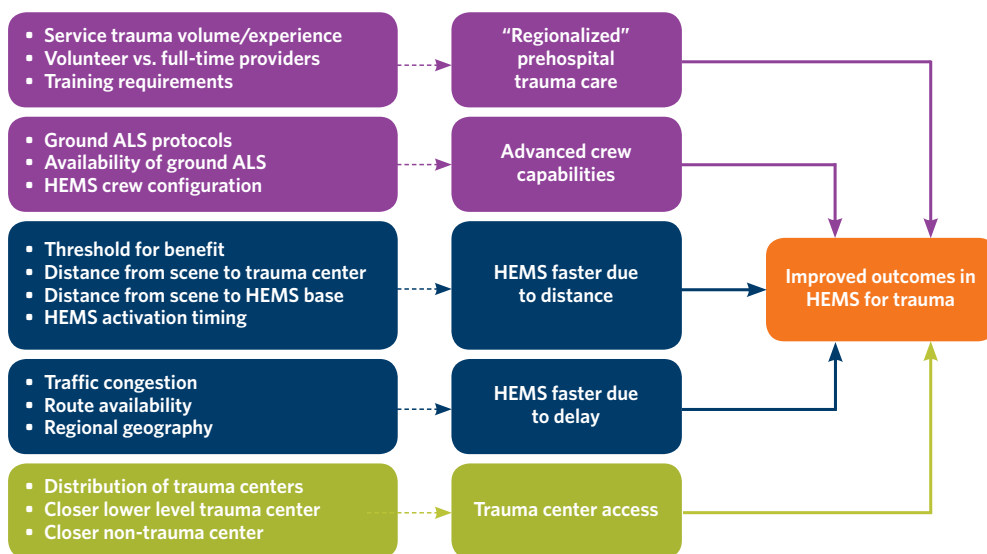 ▪ Service trauma volume/experience
▪ Volunteer vs. full-time providers
▪ Training requirements
“Regionalized”
prehospital
trauma care
▪ Ground ALS protocols
▪ Availability of ground ALS
▪ HEMS crew configuration
Advanced crew
capabilities
▪ Threshold for benefit
▪ Distance from scene to trauma center
▪ Distance from scene to HEMS base
▪ HEMS activation timing
HEMS faster due
to distance
Improved outcomes in
HEMS for trauma
▪ Traffic congestion
▪ Route availability
▪ Regional geography
HEMS faster due
to delay
▪ Distribution of trauma centers
▪ Closer lower level trauma center
▪ Closer non-trauma center
Trauma center access